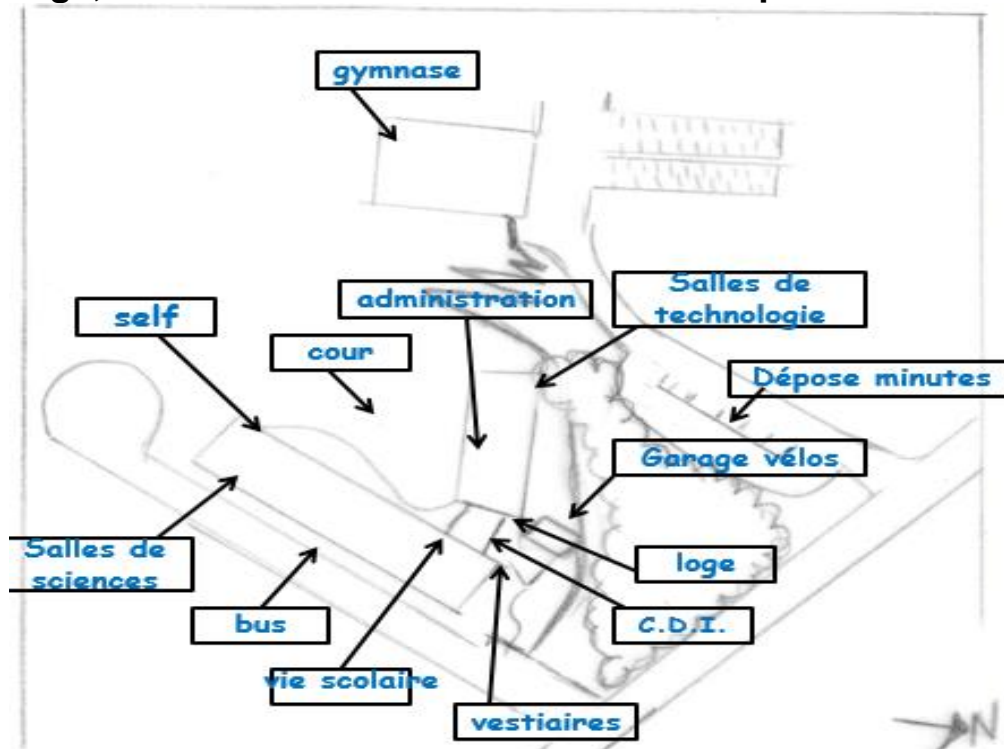 gymnase
administration
Salles de
technologie
self
cour
Dépose minutes
Garage vélos
Salles de
sciences
loge
bus
C.D.I.
vie scolaire
vestiaires
N